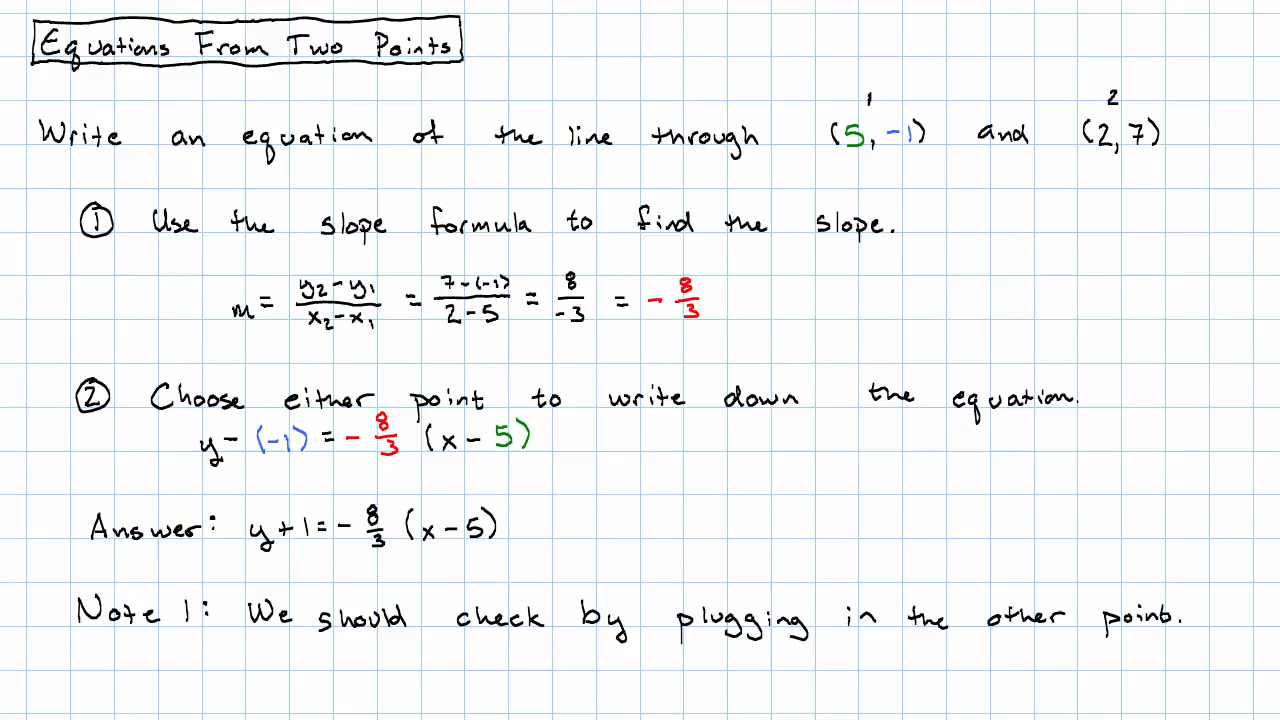 Equations From Two Points
1 2
Write an equation of the line through (5, -1) and (2, 7)
① Use the slope formula to find the slope.
m = (y₂ - y₁)/(x₂ - x₁) = (7 - (-1))/(2 - 5) = 8/-3 = - 8/3
② Choose either point to write down the equation.
y - (-1) = - 8/3 (x - 5)
Answer: y + 1 = - 8/3 (x - 5)
Note 1: We should check by plugging in the other point.